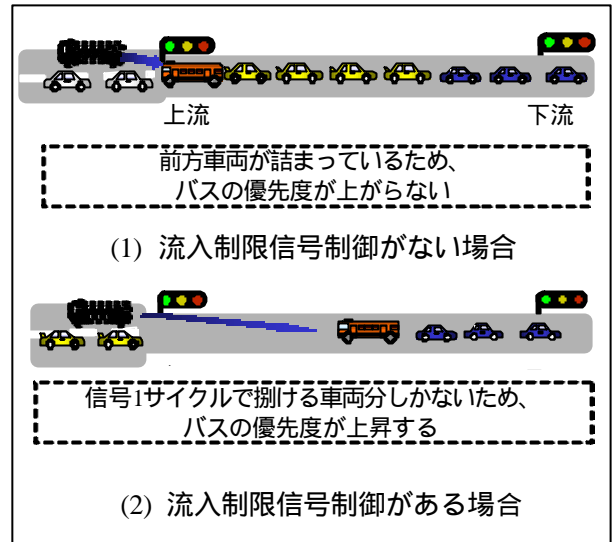 上流 下流
前方車両が詰まっているため、
バスの優先度が上がらない
(1) 流入制限信号制御がない場合
信号1サイクルで捌ける車両分しかないため、
バスの優先度が上昇する
(2) 流入制限信号制御がある場合